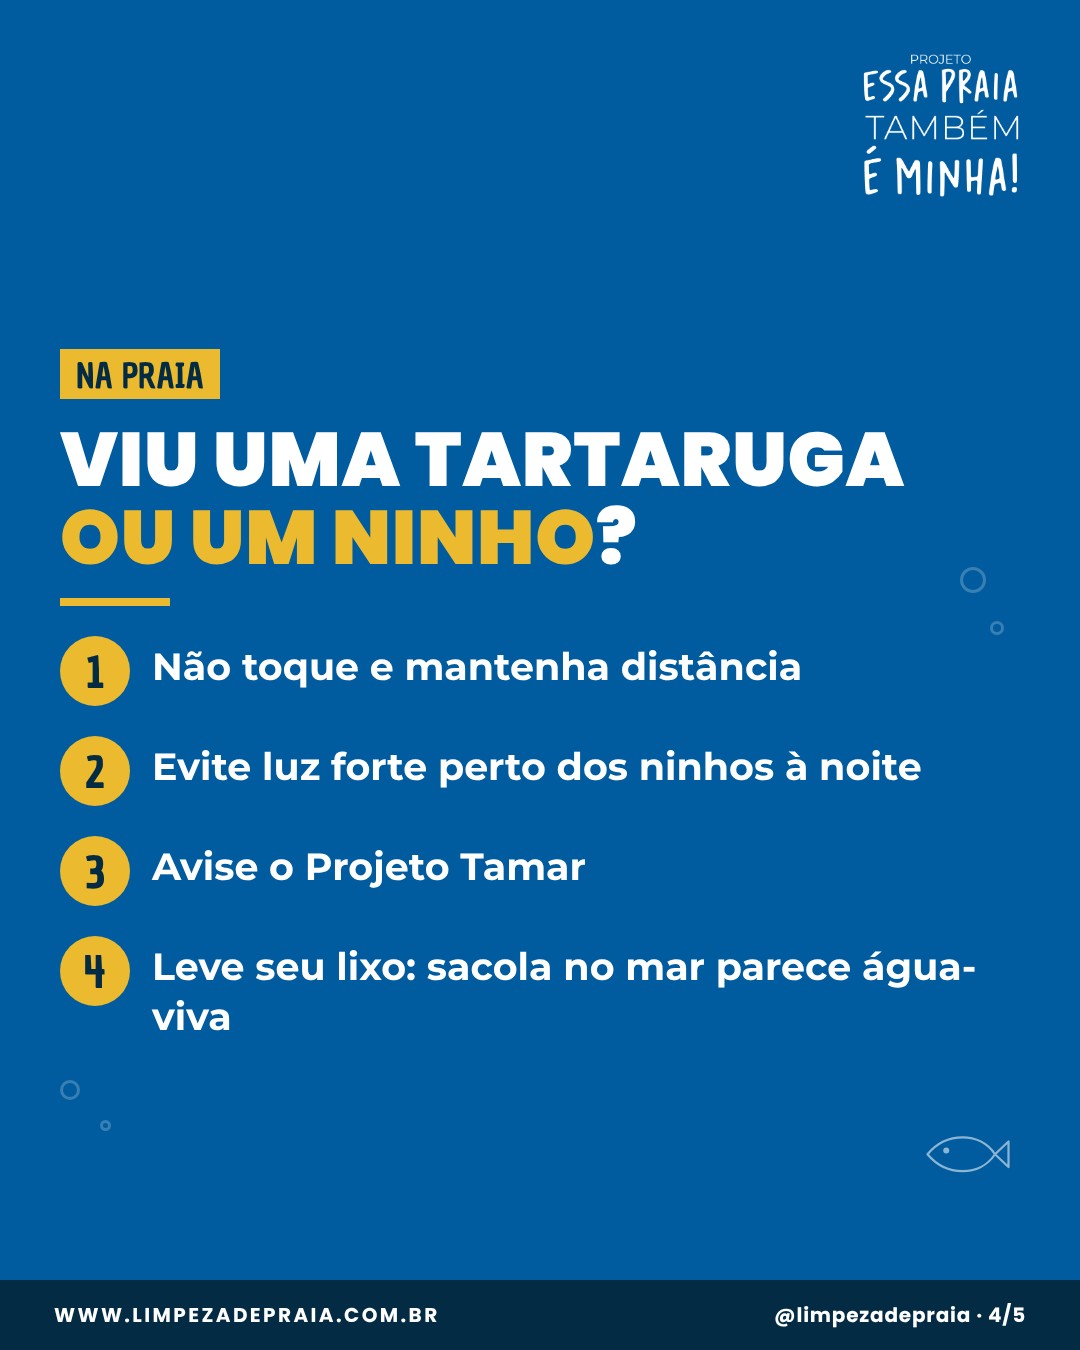 PROJETO
ESSA PRAIA
TAMBÉM
É MINHA!
NA PRAIA
VIU UMA TARTARUGA
OU UM NINHO?
1 Não toque e mantenha distância
2 Evite luz forte perto dos ninhos à noite
3 Avise o Projeto Tamar
4 Leve seu lixo: sacola no mar parece água-
viva
WWW.LIMPEZADEPRAIA.COM.BR
@limpezadepraia · 4/5